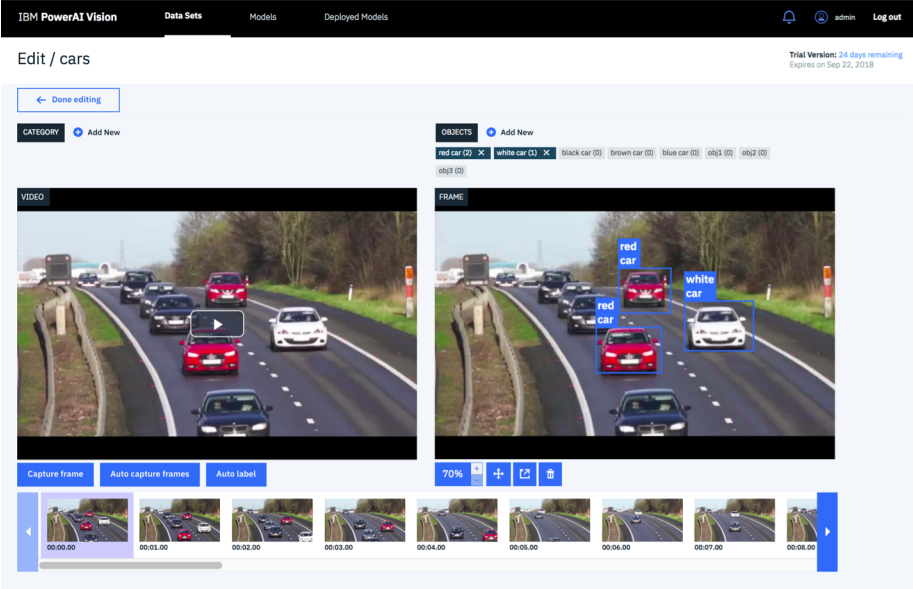 IBM PowerAI Vision
Data Sets
Models
Deployed Models
admin
Log out
Edit / cars
Trial Version: 24 days remaining
Expires on Sep 22, 2018
← Done editing
CATEGORY
Add New
OBJECTS
Add New
red car (2) ✕
white car (1) ✕
black car (0)
brown car (0)
blue car (0)
obj1 (0)
obj2 (0)
obj3 (0)
VIDEO
FRAME
red
car
white
car
red
car
Capture frame
Auto capture frames
Auto label
70%
+
-
00:00.00
00:01.00
00:02.00
00:03.00
00:04.00
00:05.00
00:06.00
00:07.00
00:08.00